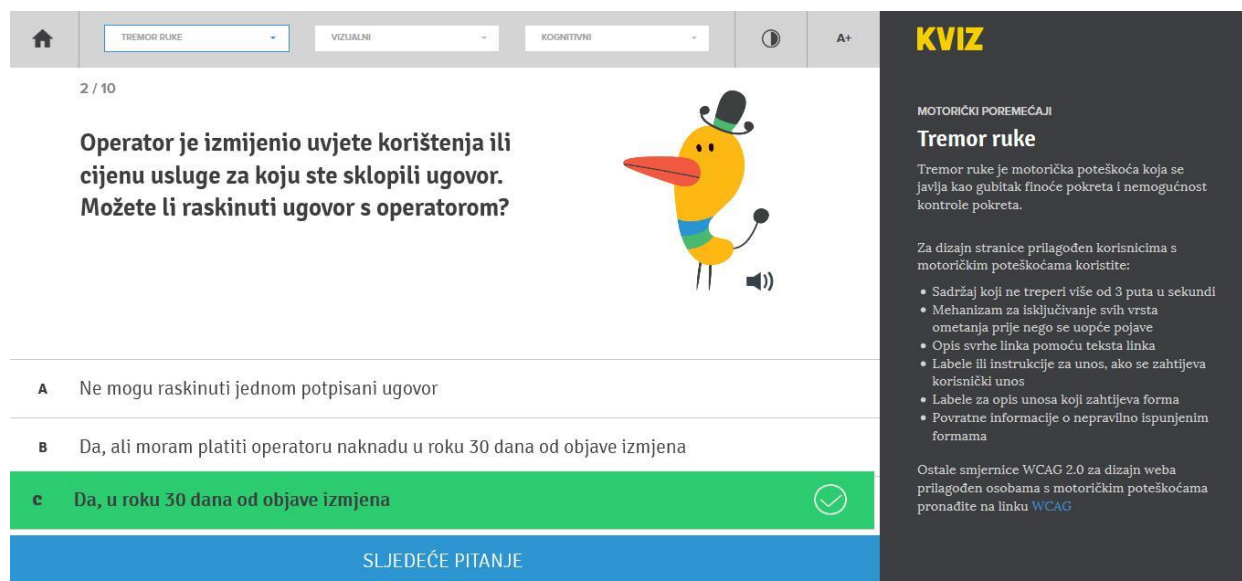 TREMOR RUKE
VIZUALNI
KOGNITIVNI
A+
2 / 10
Operator je izmijenio uvjete korištenja ili
cijenu usluge za koju ste sklopili ugovor.
Možete li raskinuti ugovor s operatorom?
A Ne mogu raskinuti jednom potpisani ugovor
B Da, ali moram platiti operatoru naknadu u roku 30 dana od objave izmjena
C Da, u roku 30 dana od objave izmjena
SLJEDEĆE PITANJE
KVIZ
MOTORIČKI POREMEĆAJI
Tremor ruke
Tremor ruke je motorička poteškoća koja se
javlja kao gubitak finoće pokreta i nemogućnost
kontrole pokreta.
Za dizajn stranice prilagođen korisnicima s
motoričkim poteškoćama koristite:
• Sadržaj koji ne treperi više od 3 puta u sekundi
• Mehanizam za isključivanje svih vrsta
ometanja prije nego se uopće pojave
• Opis svrhe linka pomoću teksta linka
• Labele ili instrukcije za unos, ako se zahtijeva
korisnički unos
• Labele za opis unosa koji zahtijeva forma
• Povratne informacije o nepravilno ispunjenim
formama
Ostale smjernice WCAG 2.0 za dizajn weba
prilagođen osobama s motoričkim poteškoćama
pronađite na linku WCAG